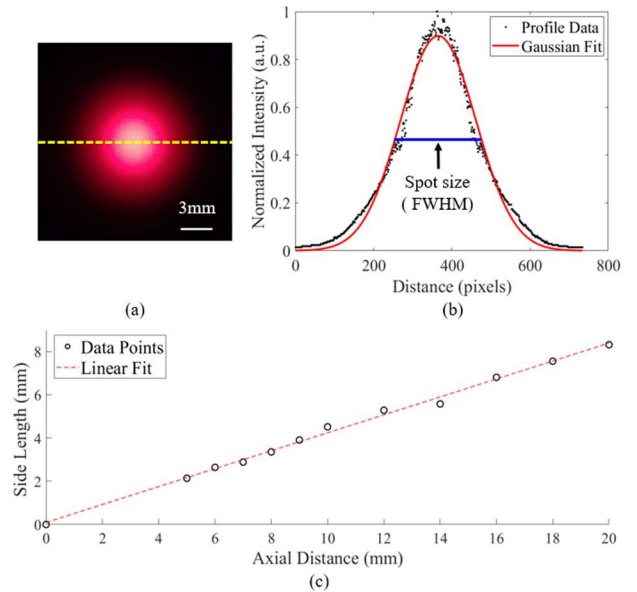 3mm
(a)
1
0.8
0.6
0.4
0.2
0
Normalized Intensity (a.u.)
Profile Data
Gaussian Fit
Spot size
( FWHM)
0 200 400 600 800
Distance (pixels)
(b)
8
6
4
2
0
Side Length (mm)
Data Points
Linear Fit
0 2 4 6 8 10 12 14 16 18 20
Axial Distance (mm)
(c)